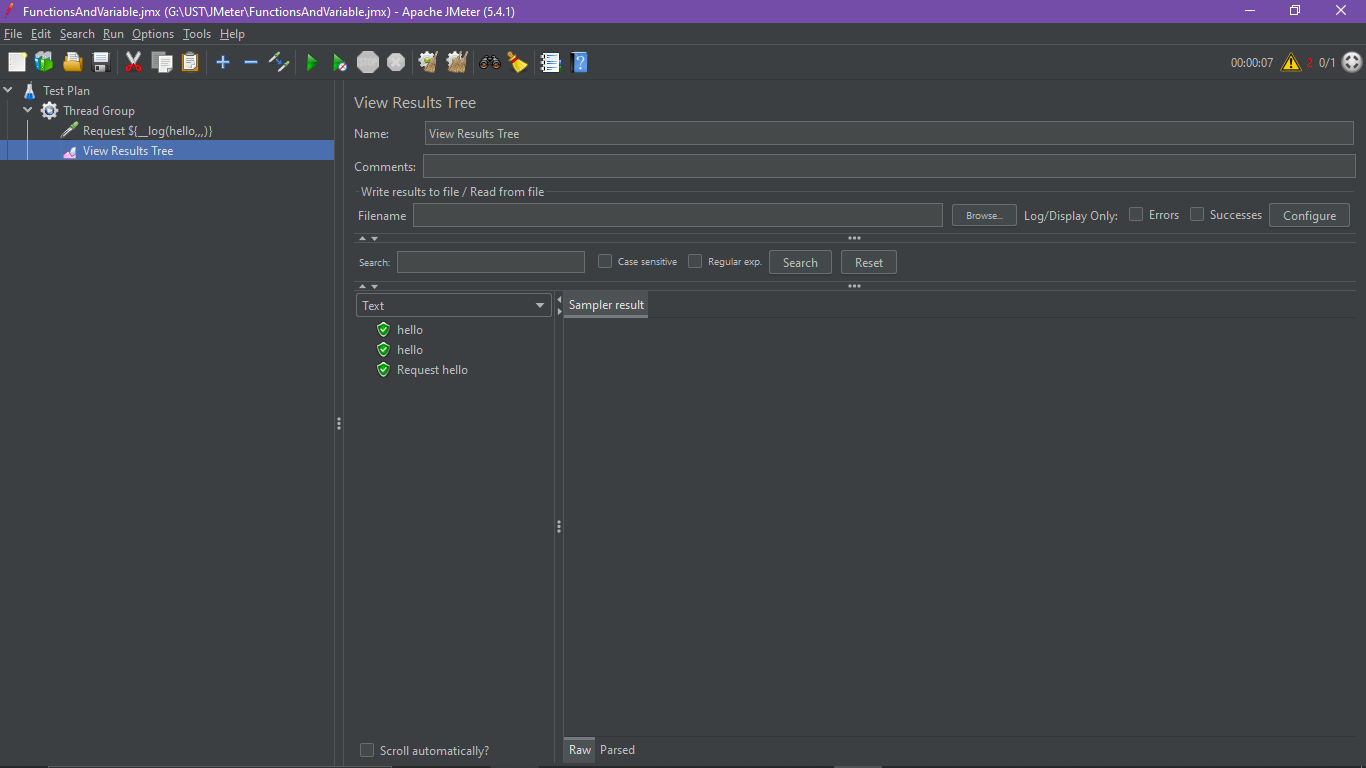 FunctionsAndVariable.jmx (G:\UST\JMeter\FunctionsAndVariable.jmx) - Apache JMeter (5.4.1)
File Edit Search Run Options Tools Help
STOP 00:00:07 2 0/1
Test Plan
Thread Group
Request ${__log(hello,,,)}
View Results Tree
View Results Tree
Name: View Results Tree
Comments:
Write results to file / Read from file
Filename Browse... Log/Display Only: Errors Successes Configure
Search: Case sensitive Regular exp. Search Reset
Text Sampler result
hello
hello
Request hello
Scroll automatically? Raw Parsed